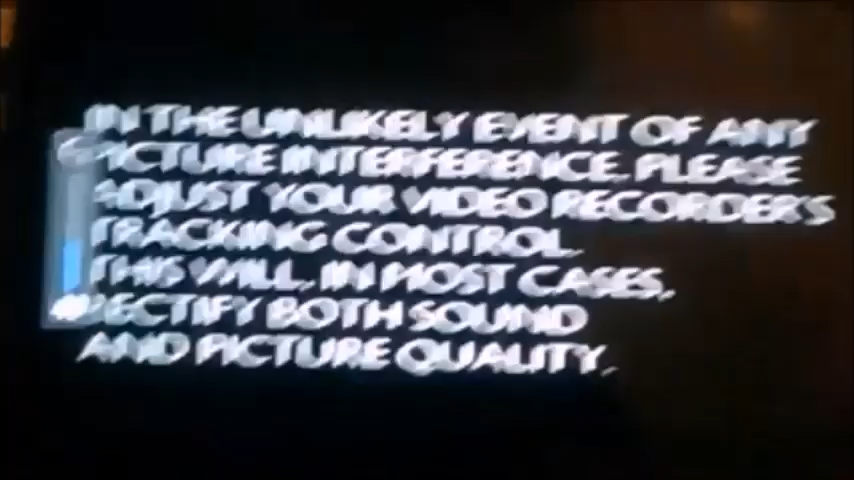 IN THE UNLIKELY EVENT OF ANY
PICTURE INTERFERENCE, PLEASE
ADJUST YOUR VIDEO RECORDER'S
TRACKING CONTROL.
THIS WILL, IN MOST CASES,
RECTIFY BOTH SOUND
AND PICTURE QUALITY.